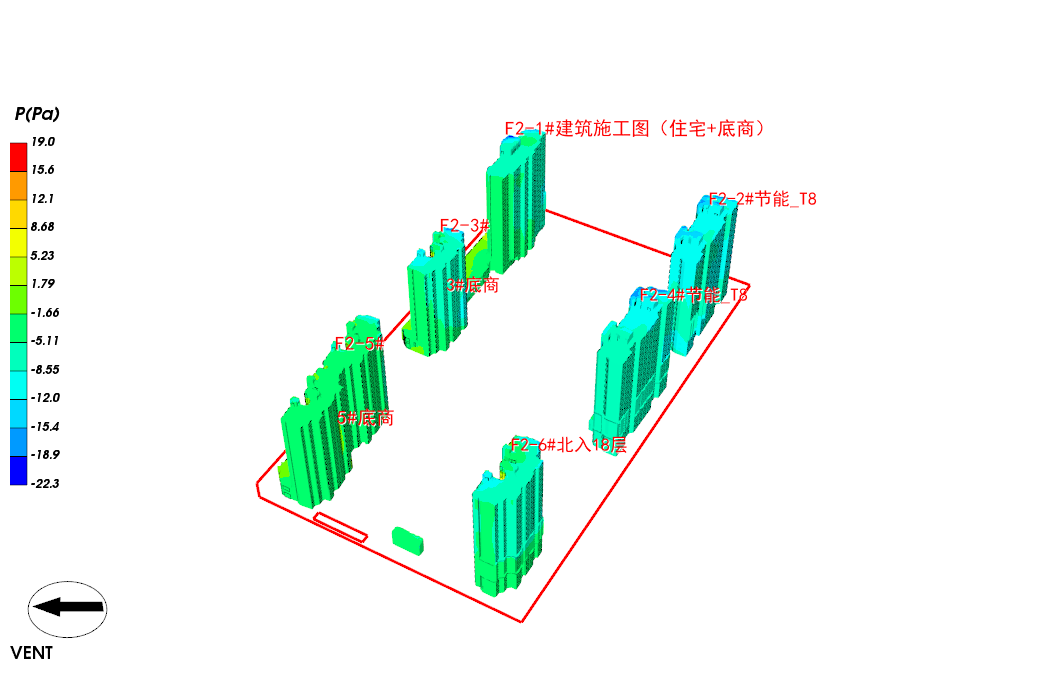 P(Pa)
19.0
15.6
12.1
8.68
5.23
1.79
-1.66
-5.11
-8.55
-12.0
-15.4
-18.9
-22.3
F2-1#建筑施工图（住宅+底商）
F2-2#节能_T8
F2-3#
3#底商
F2-4#节能_T8
F2-5#
5#底商
F2-6#北入18层
VENT